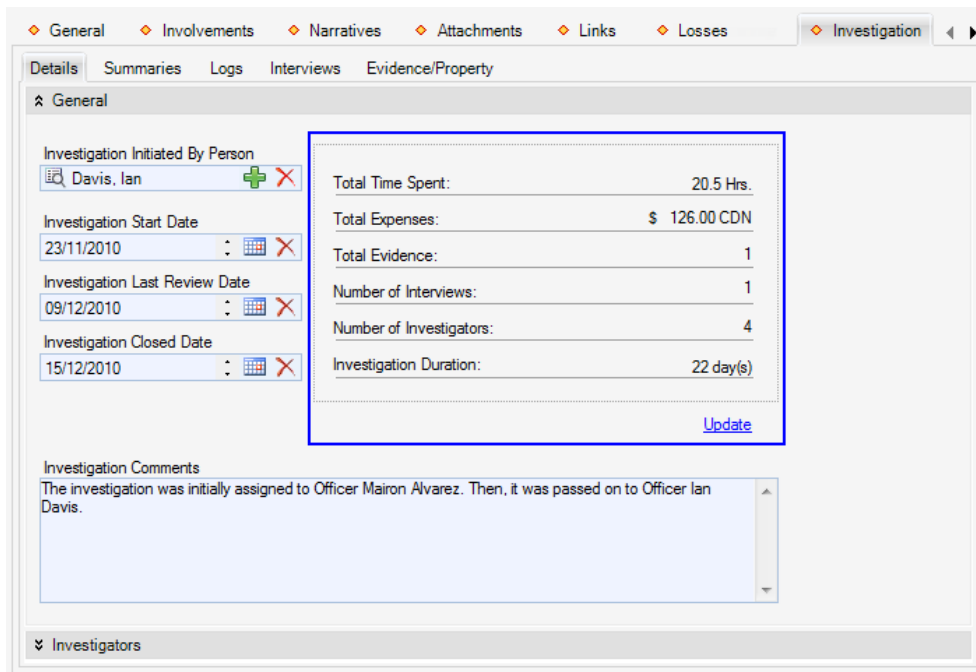 General Involvements Narratives Attachments Links Losses Investigation
Details Summaries Logs Interviews Evidence/Property
General
Investigation Initiated By Person
Davis, Ian
Investigation Start Date
23/11/2010
Investigation Last Review Date
09/12/2010
Investigation Closed Date
15/12/2010
Total Time Spent: 20.5 Hrs.
Total Expenses: $ 126.00 CDN
Total Evidence: 1
Number of Interviews: 1
Number of Investigators: 4
Investigation Duration: 22 day(s)
Update
Investigation Comments
The investigation was initially assigned to Officer Mairon Alvarez. Then, it was passed on to Officer Ian
Davis.
Investigators